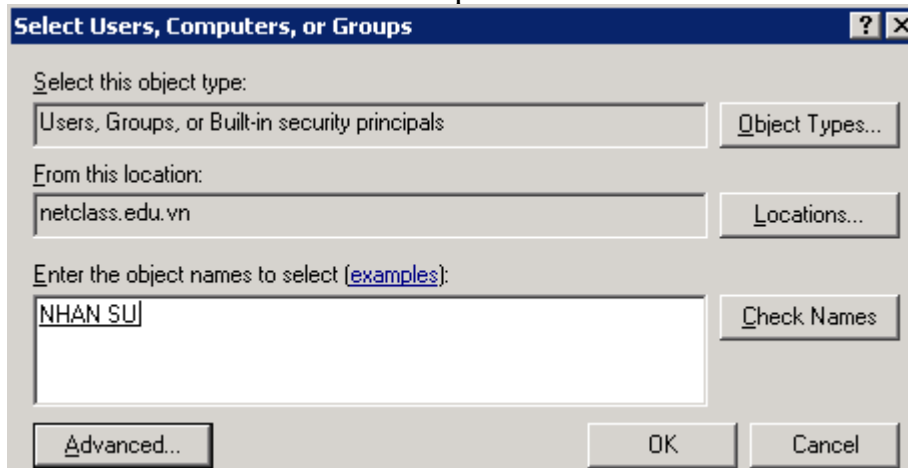 Select Users, Computers, or Groups
Select this object type:
Users, Groups, or Built-in security principals
Object Types...
From this location:
netclass.edu.vn
Locations...
Enter the object names to select (examples):
NHAN SU
Check Names
Advanced...
OK
Cancel